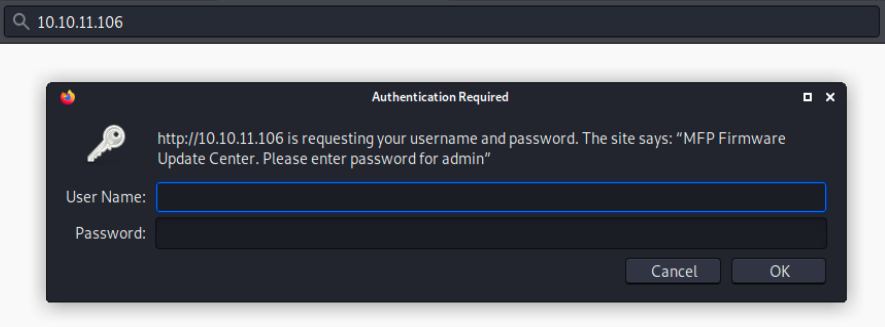 10.10.11.106
Authentication Required
http://10.10.11.106 is requesting your username and password. The site says: “MFP Firmware
Update Center. Please enter password for admin”
User Name:
Password:
Cancel OK